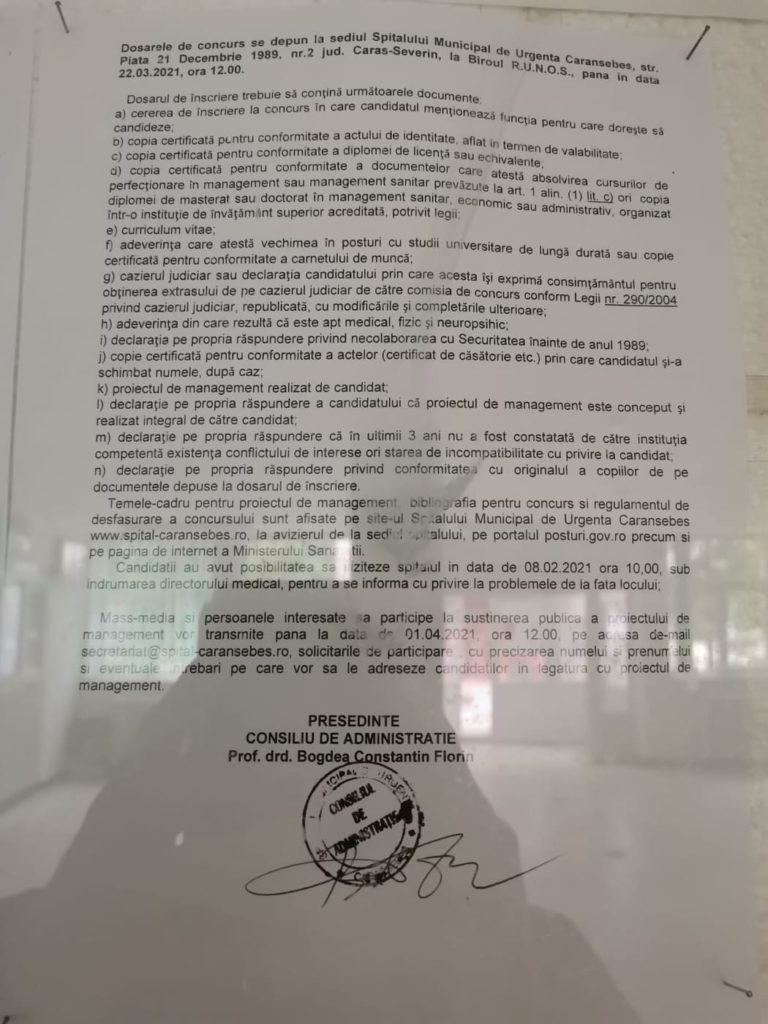 Dosarele de concurs se depun la sediul Spitalului Municipal de Urgenta Caransebes, str.
Piata 21 Decembrie 1989, nr.2 jud. Caras-Severin, la Biroul R.U.N.O.S., pana in data
22.03.2021, ora 12.00.
Dosarul de înscriere trebuie să conțină următoarele documente:
a) cererea de înscriere la concurs în care candidatul menționează funcția pentru care dorește să
candideze;
b) copia certificată pentru conformitate a actului de identitate, aflat in termen de valabilitate;
c) copia certificată pentru conformitate a diplomei de licență sau echivalente;
d) copia certificată pentru conformitate a documentelor care atestă absolvirea cursurilor de
perfecționare în management sau management sanitar prevăzute la art. 1 alin. (1) lit. c) ori copia
diplomei de masterat sau doctorat în management sanitar, economic sau administrativ, organizat
într-o instituție de învățământ superior acreditată, potrivit legii;
e) curriculum vitae;
f) adeverința care atestă vechimea în posturi cu studii universitare de lungă durată sau copie
certificată pentru conformitate a carnetului de muncă;
g) cazierul judiciar sau declarația candidatului prin care acesta își exprimă consimțământul pentru
obținerea extrasului de pe cazierul judiciar de către comisia de concurs conform Legii nr. 290/2004
privind cazierul judiciar, republicată, cu modificările și completările ulterioare;
h) adeverința din care rezultă că este apt medical, fizic și neuropsihic;
i) declarația pe propria răspundere privind necolaborarea cu Securitatea înainte de anul 1989;
j) copie certificată pentru conformitate a actelor (certificat de căsătorie etc.) prin care candidatul și-a
schimbat numele, după caz;
k) proiectul de management realizat de candidat;
l) declarație pe propria răspundere a candidatului că proiectul de management este conceput și
realizat integral de către candidat;
m) declarație pe propria răspundere că în ultimii 3 ani nu a fost constatată de către instituția
competentă existența conflictului de interese ori starea de incompatibilitate cu privire la candidat;
n) declarație pe propria răspundere privind conformitatea cu originalul a copiilor de pe
documentele depuse la dosarul de înscriere.
Temele-cadru pentru proiectul de management, bibliografia pentru concurs si regulamentul de
desfasurare a concursului sunt afisate pe site-ul Spitalului Municipal de Urgenta Caransebes
www.spital-caransebes.ro, la avizierul de la sediul spitalului, pe portalul posturi.gov.ro precum si
pe pagina de internet a Ministerului Sanatatii.
Candidatii au avut posibilitatea sa viziteze spitalul in data de 08.02.2021 ora 10,00, sub
indrumarea directorului medical, pentru a se informa cu privire la problemele de la fata locului;
Mass-media si persoanele interesate sa participe la sustinerea publica a proiectului de
management vor transmite pana la data de 01.04.2021, ora 12.00, pe adresa de-mail
secretariat@spital-caransebes.ro, solicitarile de participare , cu precizarea numelui si prenumelui
si eventuale intrebari pe care vor sa le adreseze candidatilor in legatura cu proiectul de
management.
PRESEDINTE
CONSILIU DE ADMINISTRATIE
Prof. drd. Bogdea Constantin Florin
CONSILIUL
DE
ADMINISTRAȚIE